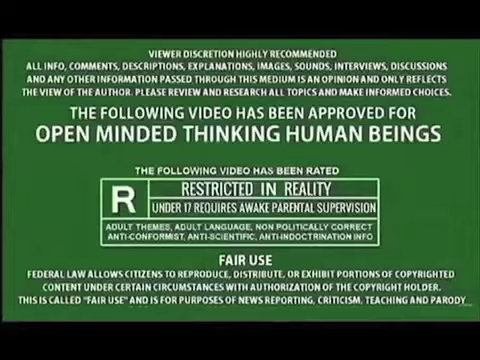 VIEWER DISCRETION HIGHLY RECOMMENDED
ALL INFO, COMMENTS, DESCRIPTIONS, EXPLANATIONS, IMAGES, SOUNDS, INTERVIEWS, DISCUSSIONS
AND ANY OTHER INFORMATION PASSED THROUGH THIS MEDIUM IS AN OPINION AND ONLY REFLECTS
THE VIEW OF THE AUTHOR. PLEASE REVIEW AND RESEARCH ALL TOPICS AND MAKE INFORMED CHOICES.
THE FOLLOWING VIDEO HAS BEEN APPROVED FOR
OPEN MINDED THINKING HUMAN BEINGS
THE FOLLOWING VIDEO HAS BEEN RATED
R
RESTRICTED IN REALITY
UNDER 17 REQUIRES AWAKE PARENTAL SUPERVISION
ADULT THEMES, ADULT LANGUAGE, NON POLITICALLY CORRECT
ANTI-CONFORMIST, ANTI-SCIENTIFIC, ANTI-INDOCTRINATION INFO
FAIR USE
FEDERAL LAW ALLOWS CITIZENS TO REPRODUCE, DISTRIBUTE, OR EXHIBIT PORTIONS OF COPYRIGHTED
CONTENT UNDER CERTAIN CIRCUMSTANCES WITH AUTHORIZATION OF THE COPYRIGHT HOLDER.
THIS IS CALLED "FAIR USE" AND IS FOR PURPOSES OF NEWS REPORTING, CRITICISM, TEACHING AND PARODY...